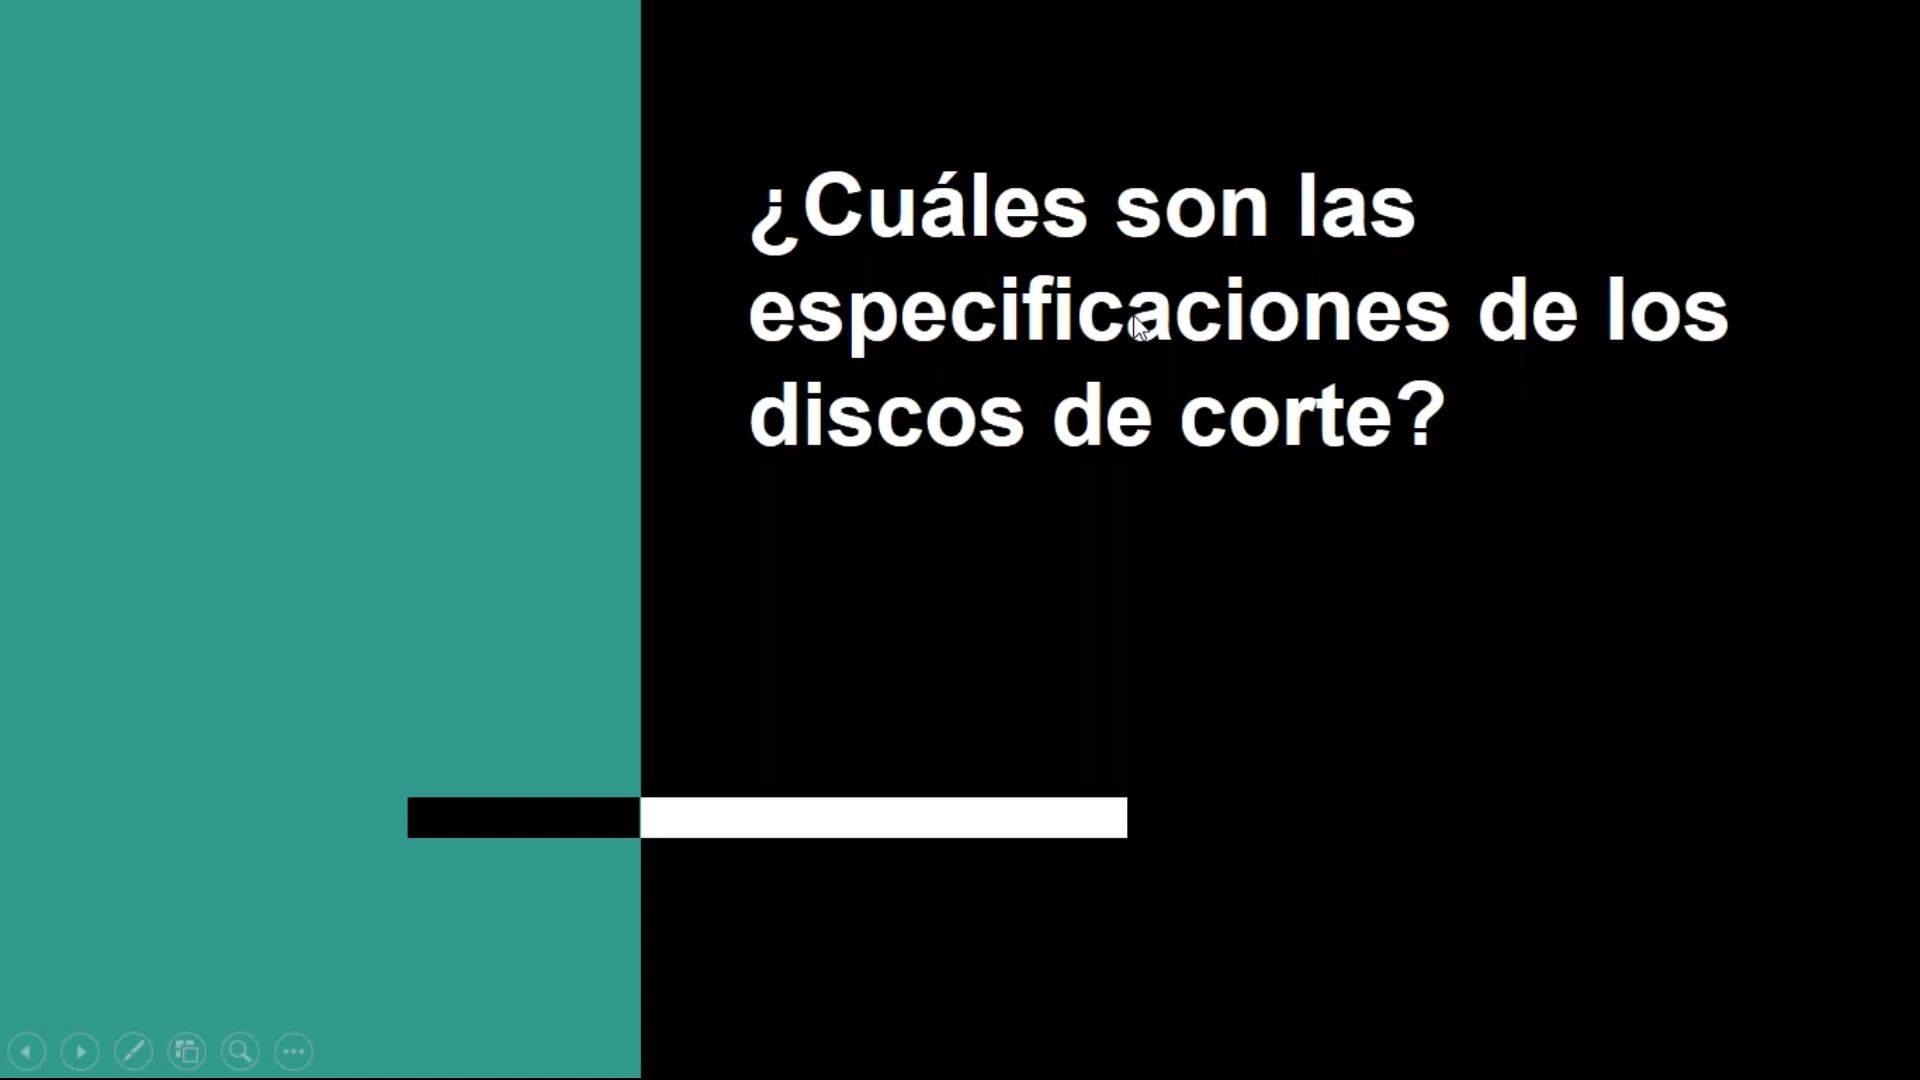 ¿Cuáles son las
especificaciones de los
discos de corte?